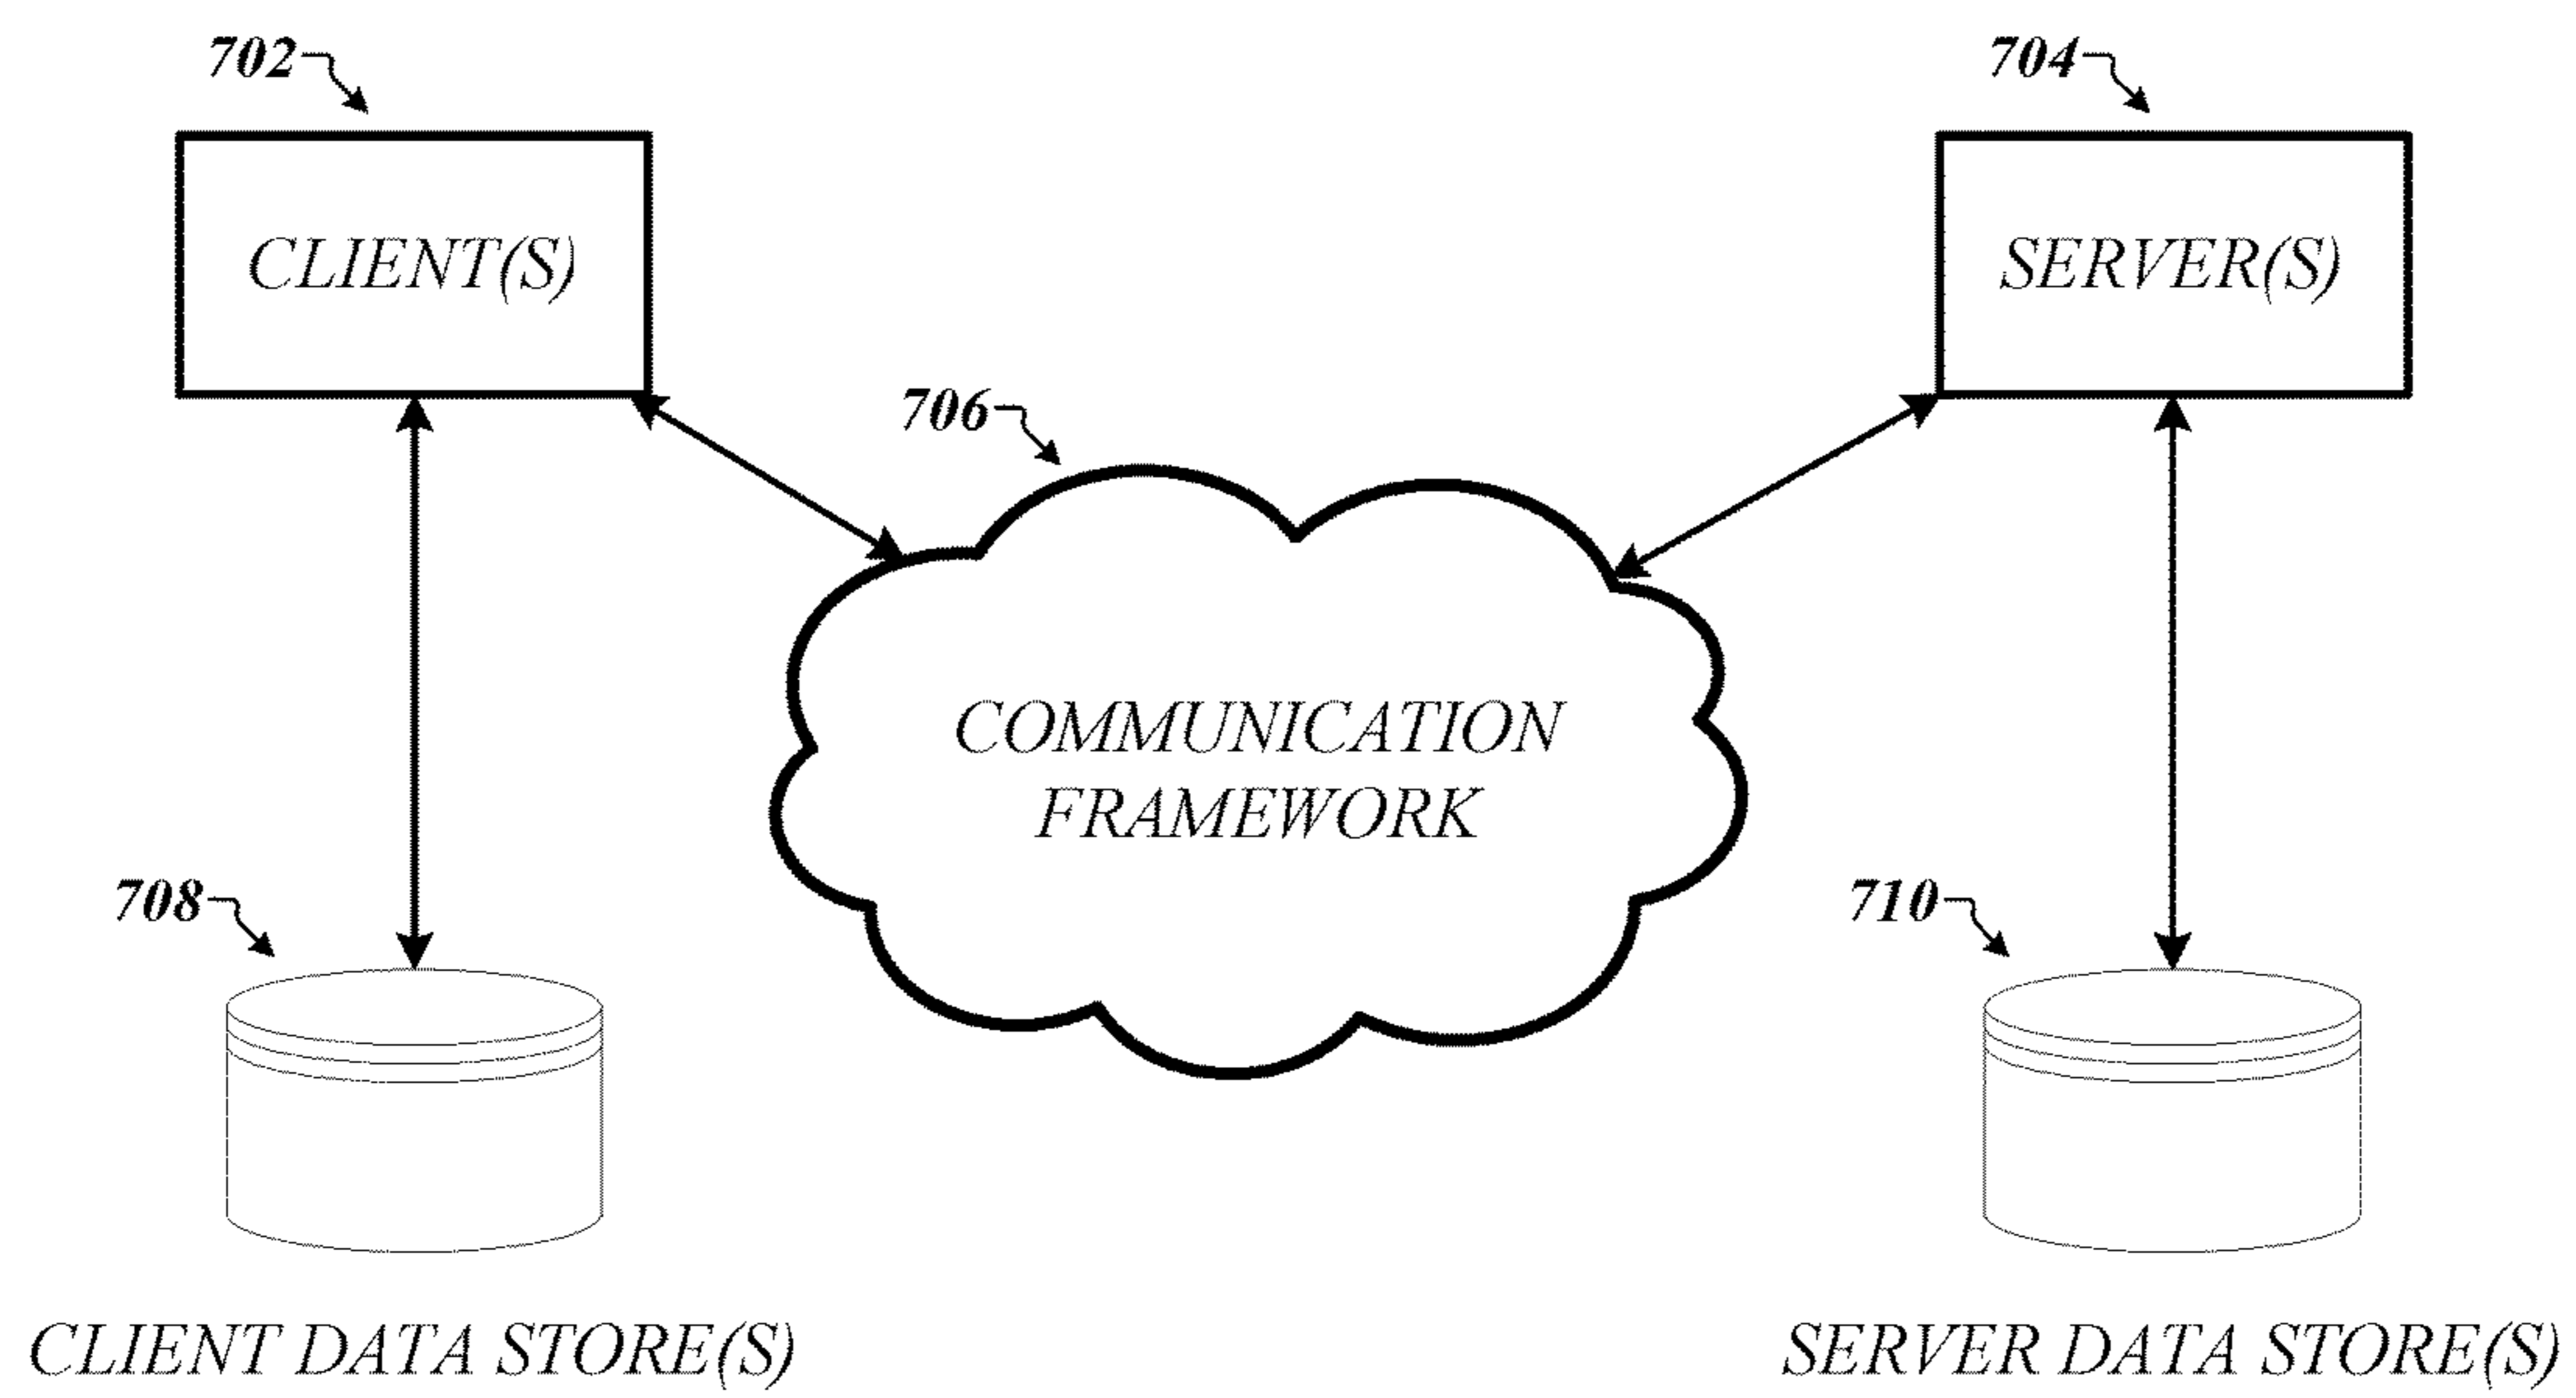 702
704
CLIENT(S)
SERVER(S)
706
COMMUNICATION
FRAMEWORK
708
710
CLIENT DATA STORE(S)
SERVER DATA STORE(S)